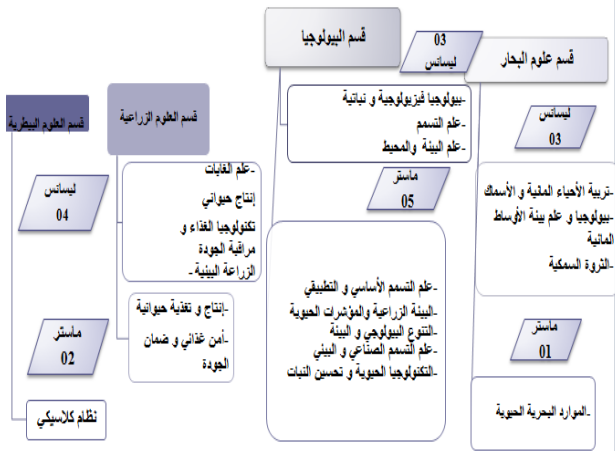 قسم علوم البحار
ليسانس
03
-تربية الأحياء المائية و الأسماك
-بيولوجيا و علم بيئة الأوساط
المائية
-الثروة السمكية
ماستر
01
-الموارد البحرية الحيوية
قسم البيولوجيا
03
ليسانس
-بيولوجيا فيزيولوجية و نباتية
-علم التسمم
-علم البيئة والمحيط
ماستر
05
-علم التسمم الأساسي و التطبيقي
-البيئة الزراعية والمؤشرات الحيوية
-التنوع البيولوجي و البيئة
-علم التسمم الصناعي و البيئي
-التكنولوجيا الحيوية و تحسين النبات
قسم العلوم الزراعية
-علم الغابات
إنتاج حيواني
تكنولوجيا الغذاء و
مراقبة الجودة
الزراعة البيئية -
-إنتاج و تغذية حيوانية
-أمن غذائي و ضمان
الجودة
قسم العلوم البيطرية
ليسانس
04
ماستر
02
نظام كلاسيكي